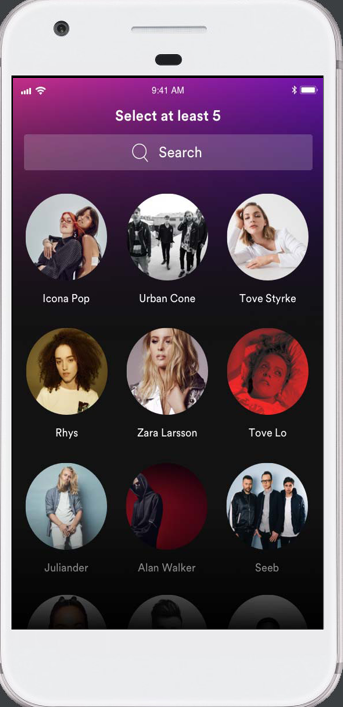 9:41 AM
Select at least 5
Search
Icona Pop
Urban Cone
Tove Styrke
Rhys
Zara Larsson
Tove Lo
Juliander
Alan Walker
Seeb